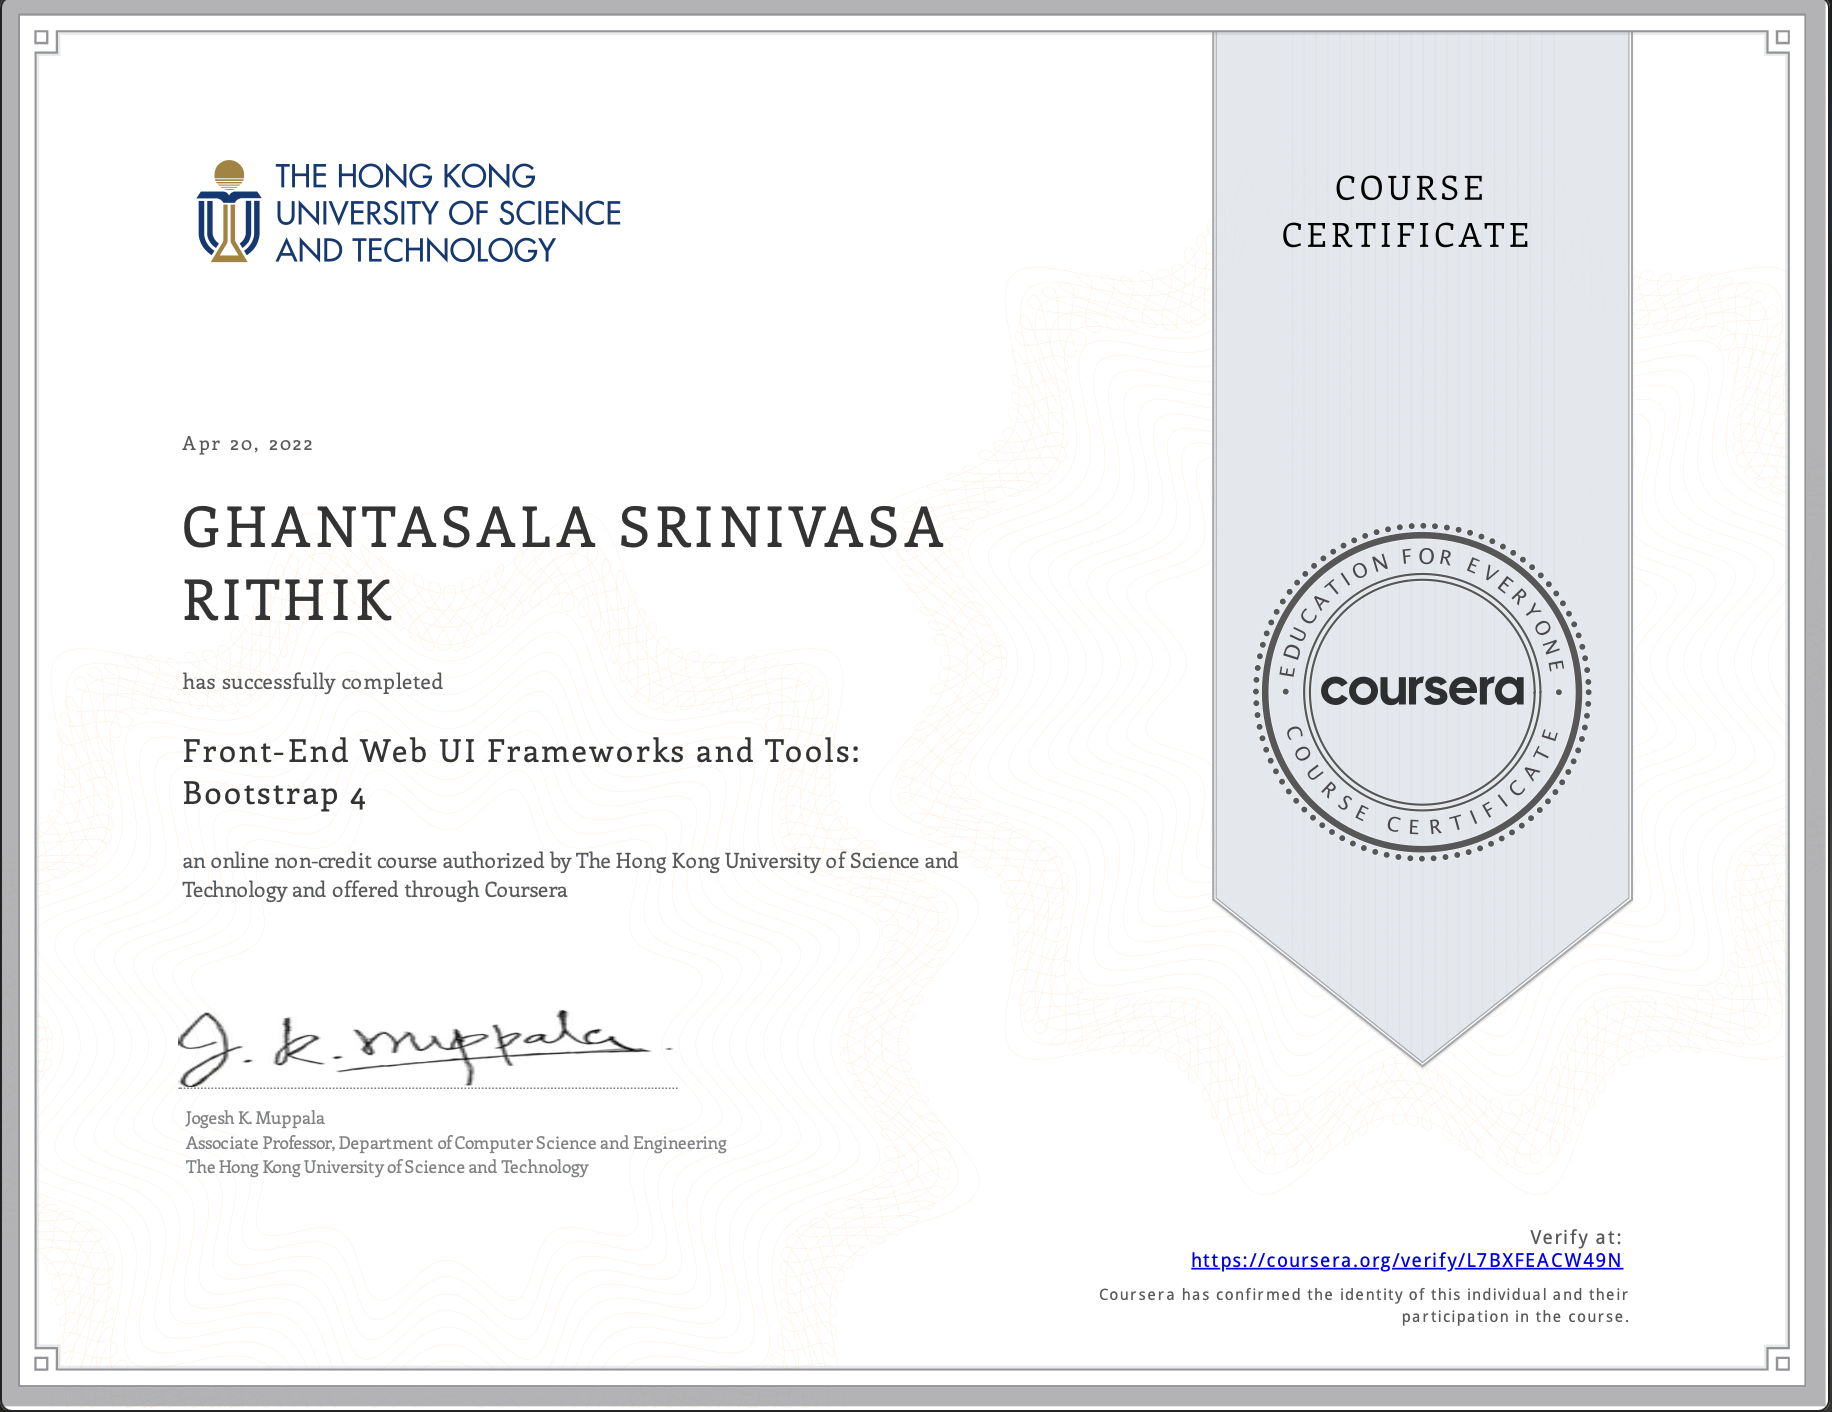 THE HONG KONG
UNIVERSITY OF SCIENCE
AND TECHNOLOGY
COURSE
CERTIFICATE
Apr 20, 2022
GHANTASALA SRINIVASA
RITHIK
has successfully completed
Front-End Web UI Frameworks and Tools:
Bootstrap 4
an online non-credit course authorized by The Hong Kong University of Science and
Technology and offered through Coursera
EDUCATION FOR EVERYONE
coursera
COURSE CERTIFICATE
J. K. Muppala
Jogesh K. Muppala
Associate Professor, Department of Computer Science and Engineering
The Hong Kong University of Science and Technology
Verify at:
https://coursera.org/verify/L7BXFEACW49N
Coursera has confirmed the identity of this individual and their
participation in the course.